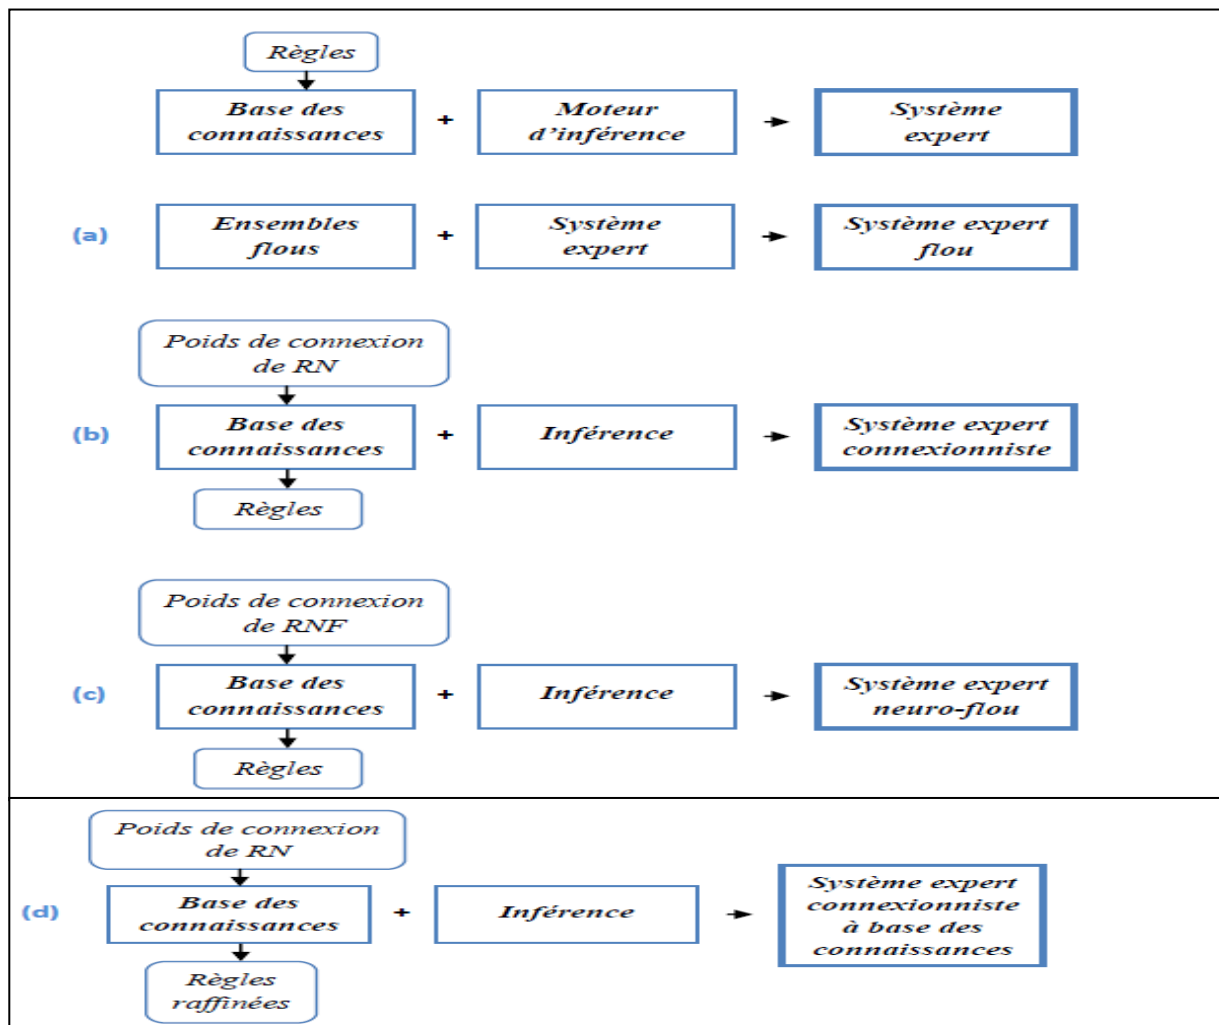 Règles
Base des
connaissances
+
Moteur
d'inférence
Système
expert
(a)
Ensembles
flous
+
Système
expert
Système expert
flou
Poids de connexion
de RN
(b)
Base des
connaissances
+
Inférence
Système expert
connexionniste
Règles
Poids de connexion
de RNF
(c)
Base des
connaissances
+
Inférence
Système expert
neuro-flou
Règles
Poids de connexion
de RN
(d)
Base des
connaissances
+
Inférence
Système expert
connexionniste
à base des
connaissances
Règles
raffinées